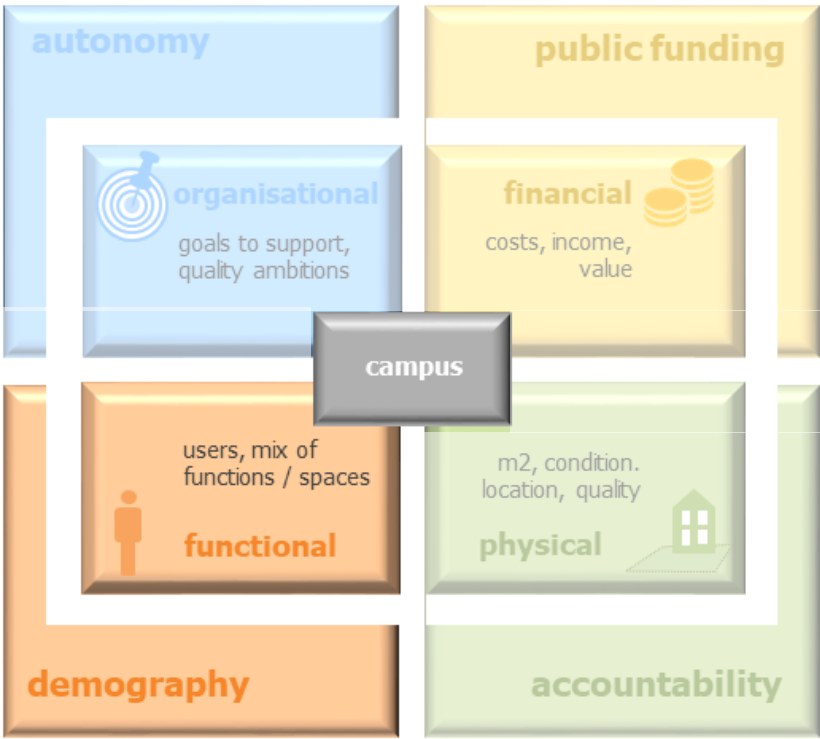 autonomy
public funding
organisational
goals to support,
quality ambitions
financial
costs, income,
value
campus
users, mix of
functions / spaces
functional
m2, condition.
location, quality
physical
demography
accountability